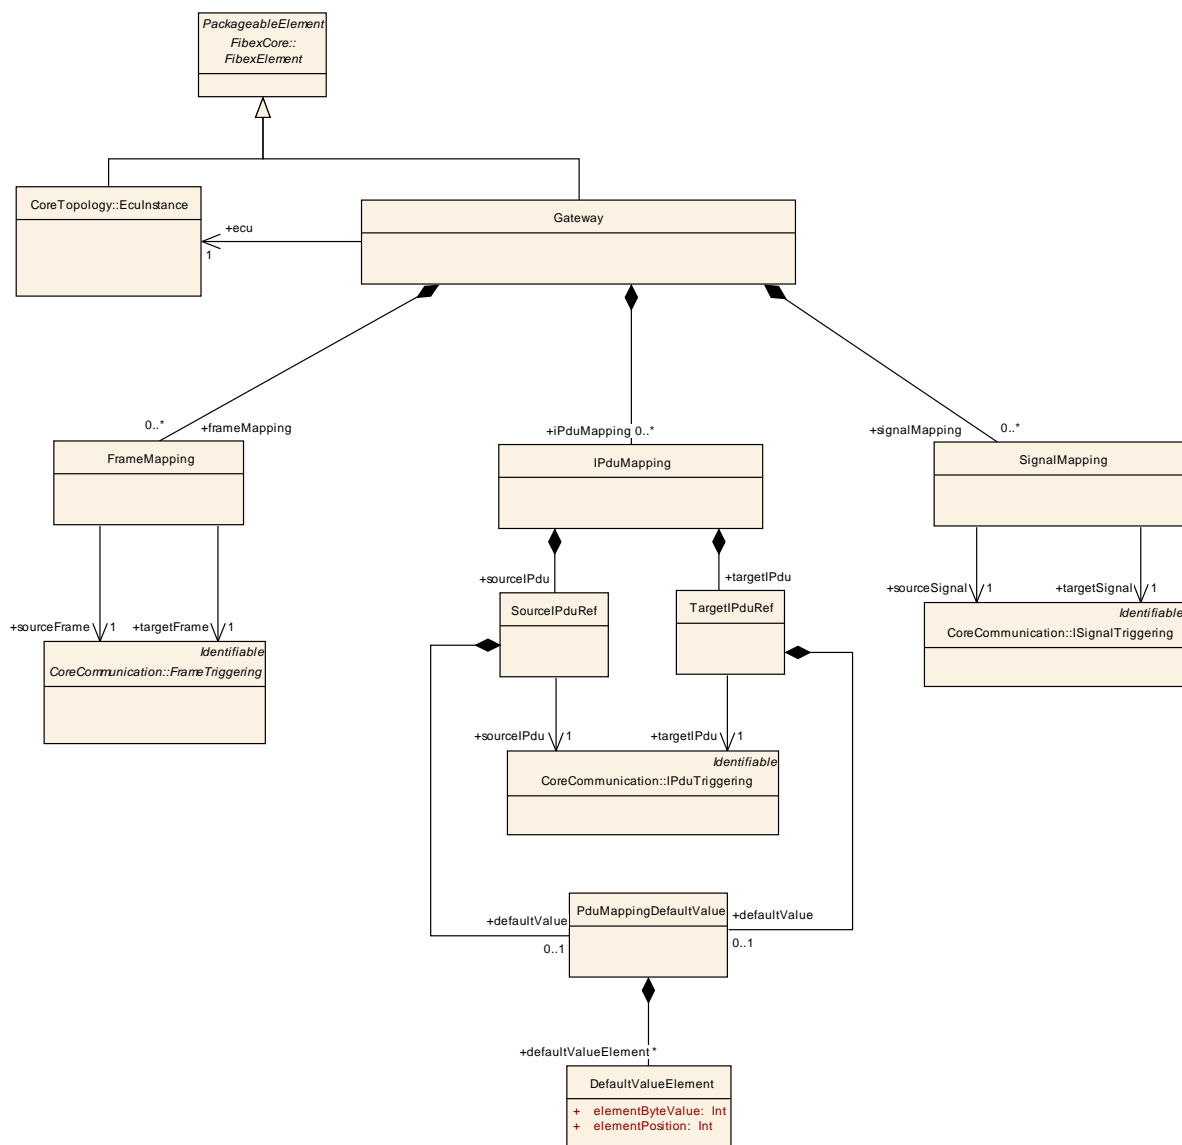 PackageableElement
FibexCore::
FibexElement
CoreTopology::EcuInstance
Gateway
+ecu
1
0..*
+frameMapping
+iPduMapping 0..*
+signalMapping
0..*
FrameMapping
IPduMapping
SignalMapping
+sourceIPdu
+targetIPdu
+sourceSignal
1
+targetSignal
1
SourceIPduRef
TargetIPduRef
+sourceFrame
1
+targetFrame
1
Identifiable
CoreCommunication::ISignalTriggering
Identifiable
CoreCommunication::FrameTriggering
+sourceIPdu
1
+targetIPdu
1
Identifiable
CoreCommunication::IPduTriggering
PduMappingDefaultValue
+defaultValue
0..1
+defaultValue
0..1
+defaultValueElement *
DefaultValueElement
+ elementByteValue: Int
+ elementPosition: Int